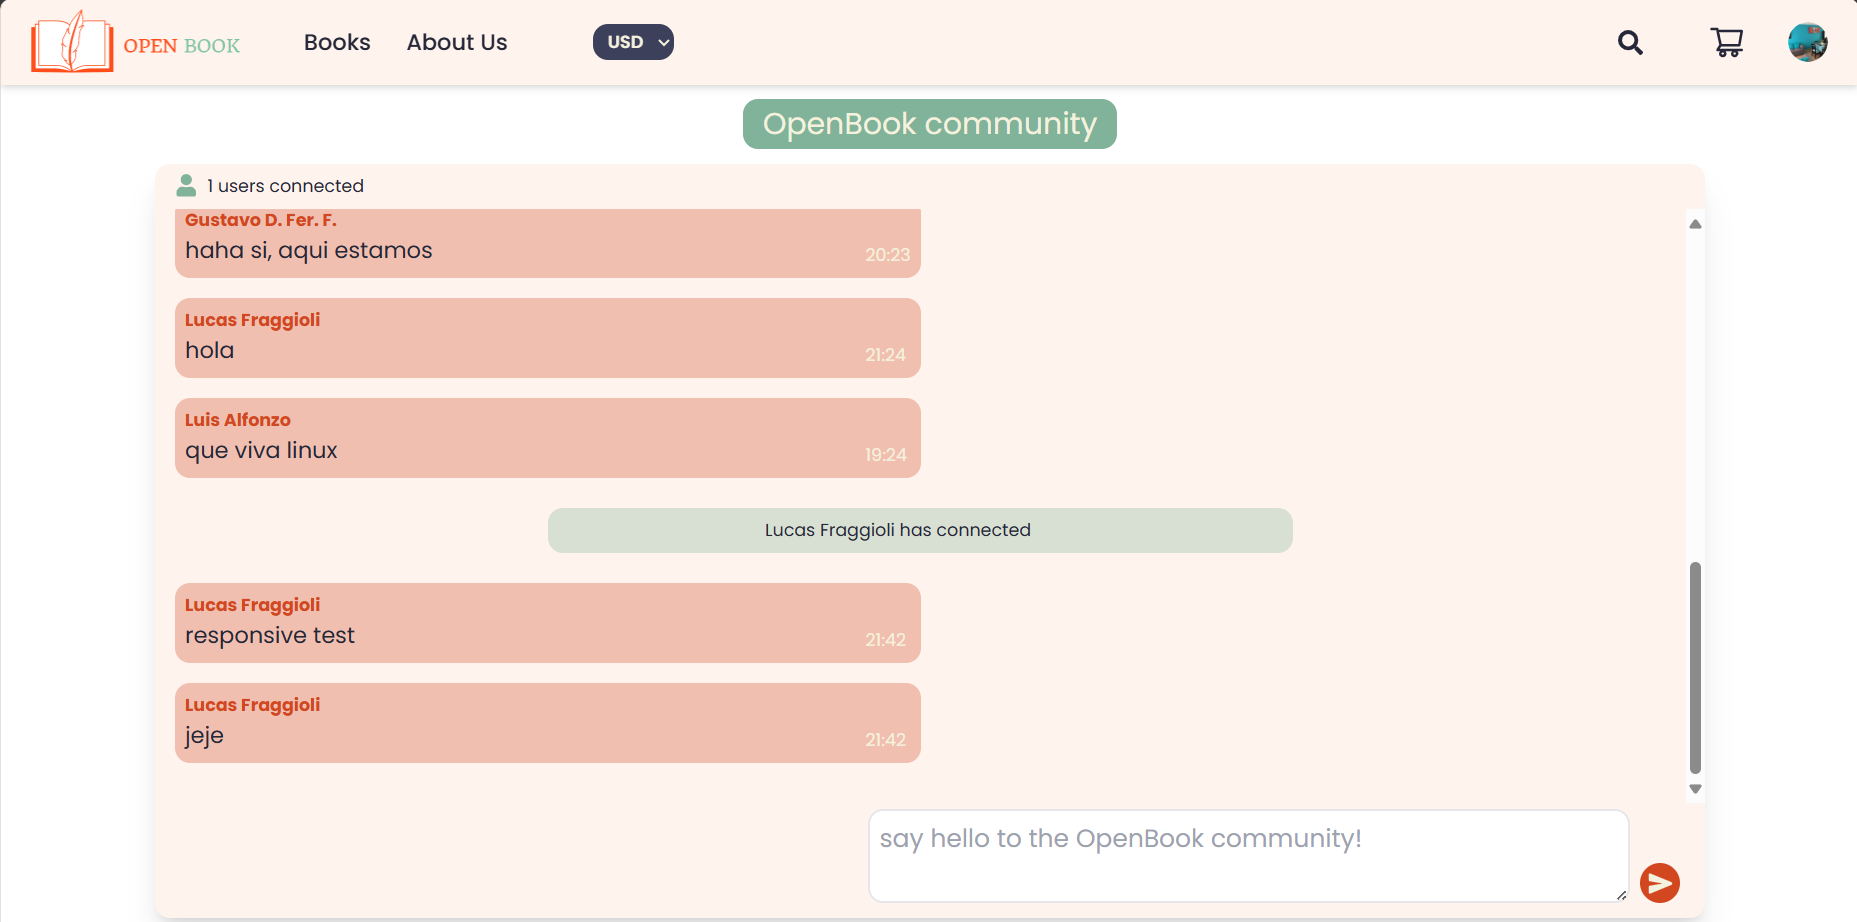 OPEN BOOK
Books
About Us
USD
OpenBook community
1 users connected
Gustavo D. Fer. F.
haha si, aqui estamos
20:23
Lucas Fraggioli
hola
21:24
Luis Alfonzo
que viva linux
19:24
Lucas Fraggioli has connected
Lucas Fraggioli
responsive test
21:42
Lucas Fraggioli
jeje
21:42
say hello to the OpenBook community!